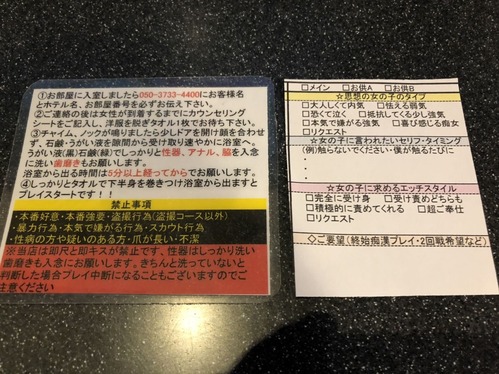 ①お部屋に入室しましたら050-3733-4400にお客様名
とホテル名、お部屋番号を必ずお伝え下さい。
②ご連絡の後は女性が到着するまでにカウンセリング
シートをご記入し、洋服を脱ぎタオル1枚でお待ち下さい。
③チャイム、ノックが鳴りましたら少しドアを開け顔を合わせ
ず、石鹸・うがい液を隙間から受け取り速やかに浴室へ。
うがい液(黒)石鹸(緑)でしっかりと性器、アナル、脇を入念
に洗い歯磨きもお願いします。
浴室から出る時間は5分以上経ってからでお願いします。
④しっかりとタオルで下半身を巻きつけ浴室から出ますと
プレイスタートです!!
禁止事項
・本番好意・本番強要・盗撮行為(盗撮コース以外)
・暴力行為・本気で嫌がる行為・スカウト行為
・性病の方や疑いのある方・爪が長い・不潔
※当店は即尺と即キスが禁止です、性器はしっかり洗い
歯磨きも入念にお願いします。きちんと洗っていないと
判断した場合プレイ中断になることもございますのでご
注意ください
□メイン □お供A □お供B
☆思想の女の子のタイプ
□大人しくて内気 □怯える弱気
□恐くて泣く □抵抗してくる少し強気
□本気で嫌がる強気 □喜び感じる痴女
□リクエスト
☆女の子に言われたいセリフ・タイミング
(例)触らないでください・僕が触るたびに
・
・
☆女の子に求めるエッチスタイル
□完全に受け身 □受け責めどちらも
□積極的に責めてくれる □超ご奉仕
□リクエスト
◇ご要望(終始痴漢プレイ・2回戦希望など)